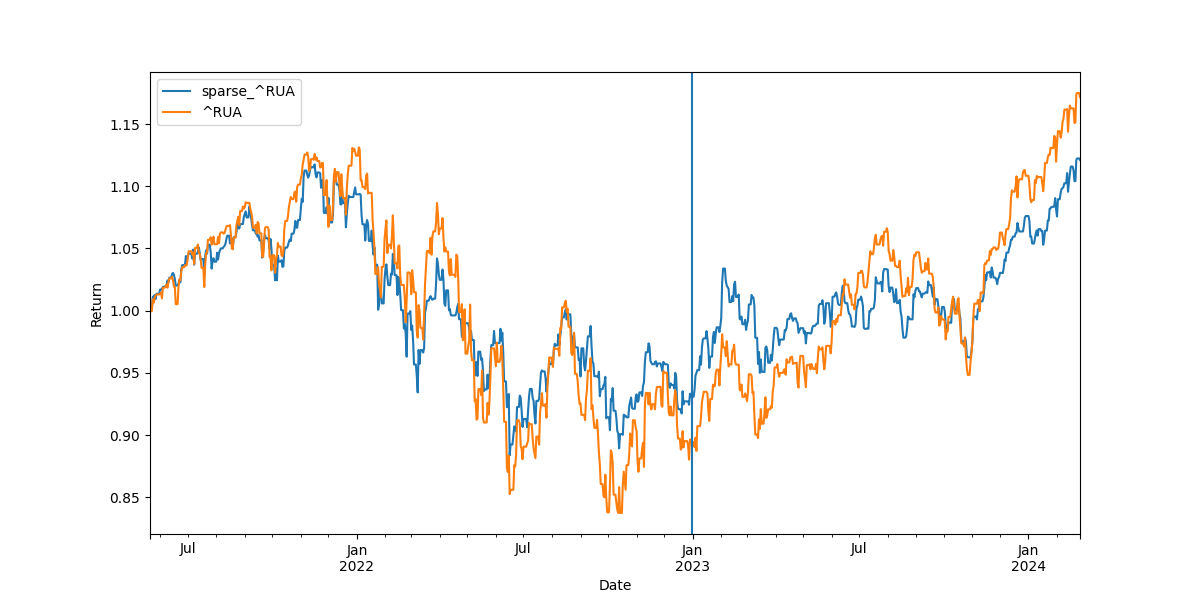 sparse_^RUA
^RUA
1.15
1.10
1.05
1.00
0.95
0.90
0.85
Return
Jul
Jan
2022
Jul
Jan
2023
Jul
Jan
2024
Date